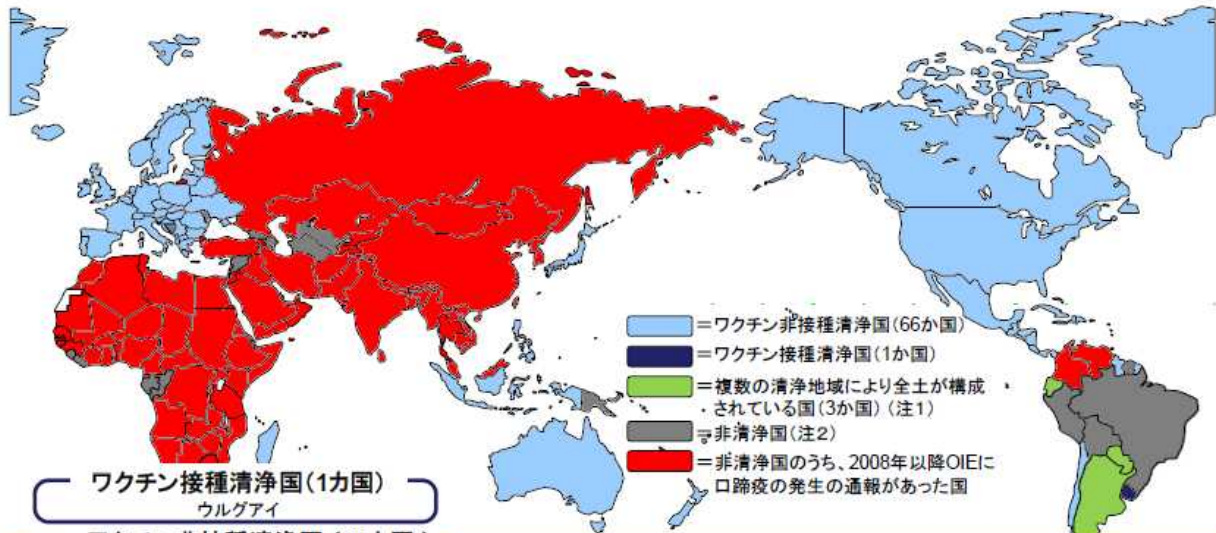 =ワクチン非接種清浄国(66か国)
=ワクチン接種清浄国(1か国)
=複数の清浄地域により全土が構成
されている国(3か国)(注1)
=非清浄国(注2)
=非清浄国のうち、2008年以降OIEに
口蹄疫の発生の通報があった国
ワクチン接種清浄国(1カ国)
ウルグアイ